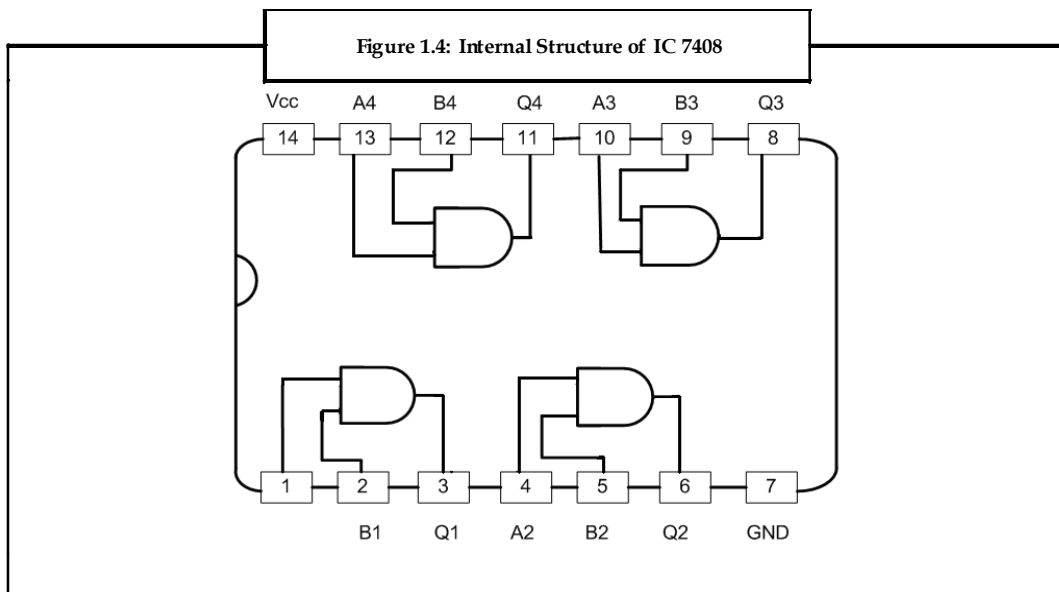 Figure 1.4: Internal Structure of IC 7408
Vcc A4 B4 Q4 A3 B3 Q3
14 13 12 11 10 9 8
1 2 3 4 5 6 7
B1 Q1 A2 B2 Q2 GND